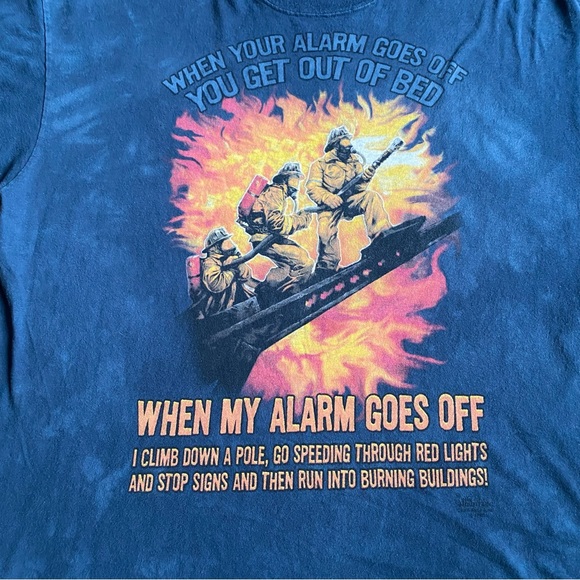 WHEN YOUR ALARM GOES OFF
YOU GET OUT OF BED
WHEN MY ALARM GOES OFF
I CLIMB DOWN A POLE, GO SPEEDING THROUGH RED LIGHTS
AND STOP SIGNS AND THEN RUN INTO BURNING BUILDINGS!